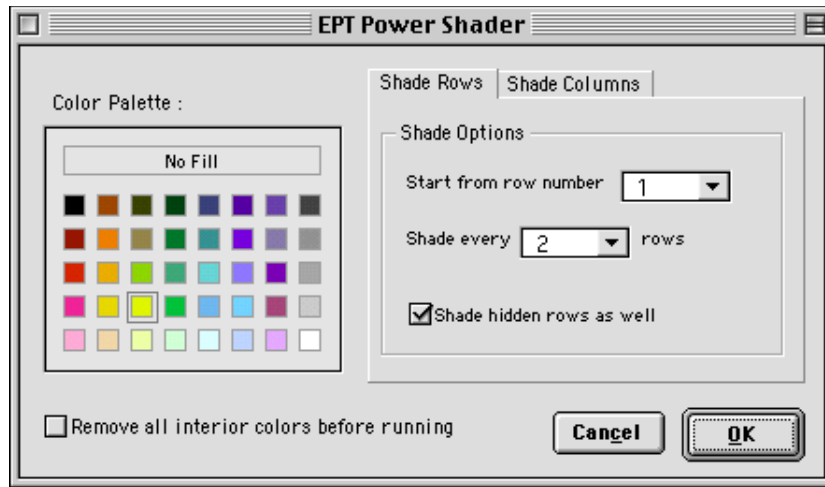 EPT Power Shader
Color Palette :
No Fill
Shade Rows
Shade Columns
Shade Options
Start from row number 1
Shade every 2 rows
Shade hidden rows as well
Remove all interior colors before running
Cancel
OK